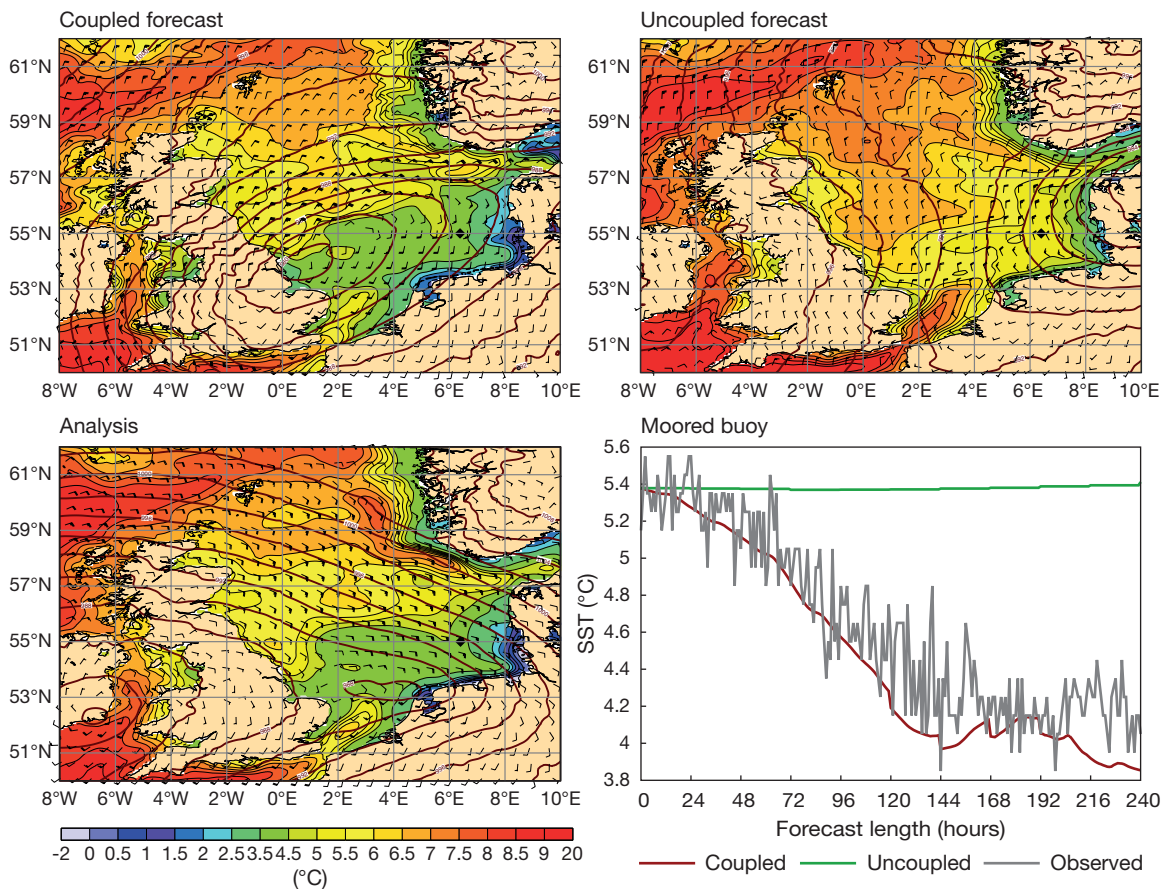 Coupled forecast
Uncoupled forecast
61°N
59°N
57°N
55°N
53°N
51°N
8°W 6°W 4°W 2°W 0°E 2°E 4°E 6°E 8°E 10°E
61°N
59°N
57°N
55°N
53°N
51°N
8°W 6°W 4°W 2°W 0°E 2°E 4°E 6°E 8°E 10°E
Analysis
61°N
59°N
57°N
55°N
53°N
51°N
8°W 6°W 4°W 2°W 0°E 2°E 4°E 6°E 8°E 10°E
-2 0 0.5 1 1.5 2 2.5 3.5 4.5 5 5.5 6 6.5 7 7.5 8 8.5 9 20
(°C)
Moored buoy
5.6
5.4
5.2
5
4.8
4.6
4.4
4.2
4
3.8
SST (°C)
0 24 48 72 96 120 144 168 192 216 240
Forecast length (hours)
Coupled Uncoupled Observed